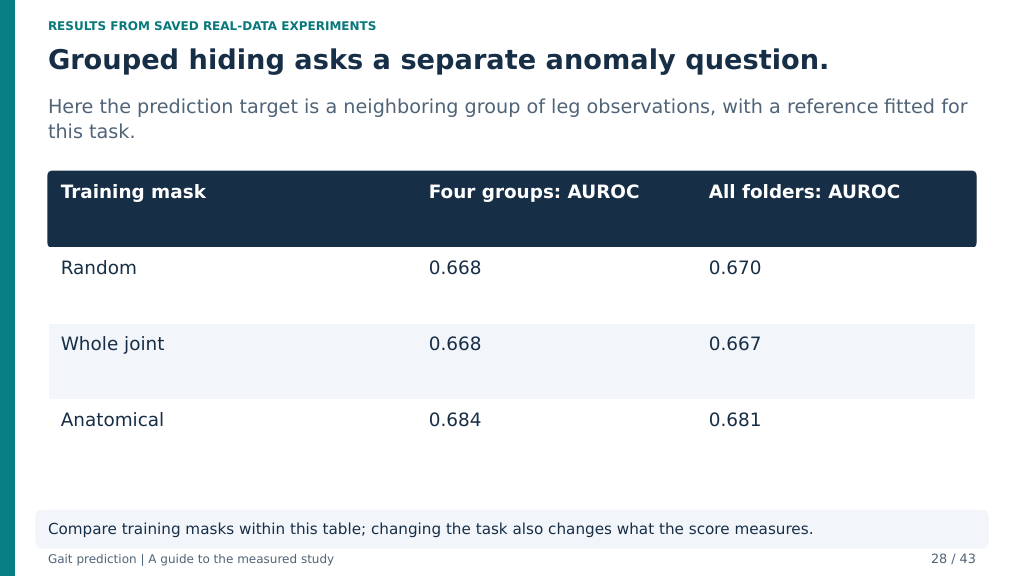 RESULTS FROM SAVED REAL-DATA EXPERIMENTS
Grouped hiding asks a separate anomaly question.
Here the prediction target is a neighboring group of leg observations, with a reference fitted for
this task.
Training mask Four groups: AUROC All folders: AUROC
Random 0.668 0.670
Whole joint 0.668 0.667
Anatomical 0.684 0.681
Compare training masks within this table; changing the task also changes what the score measures.
Gait prediction | A guide to the measured study 28 / 43